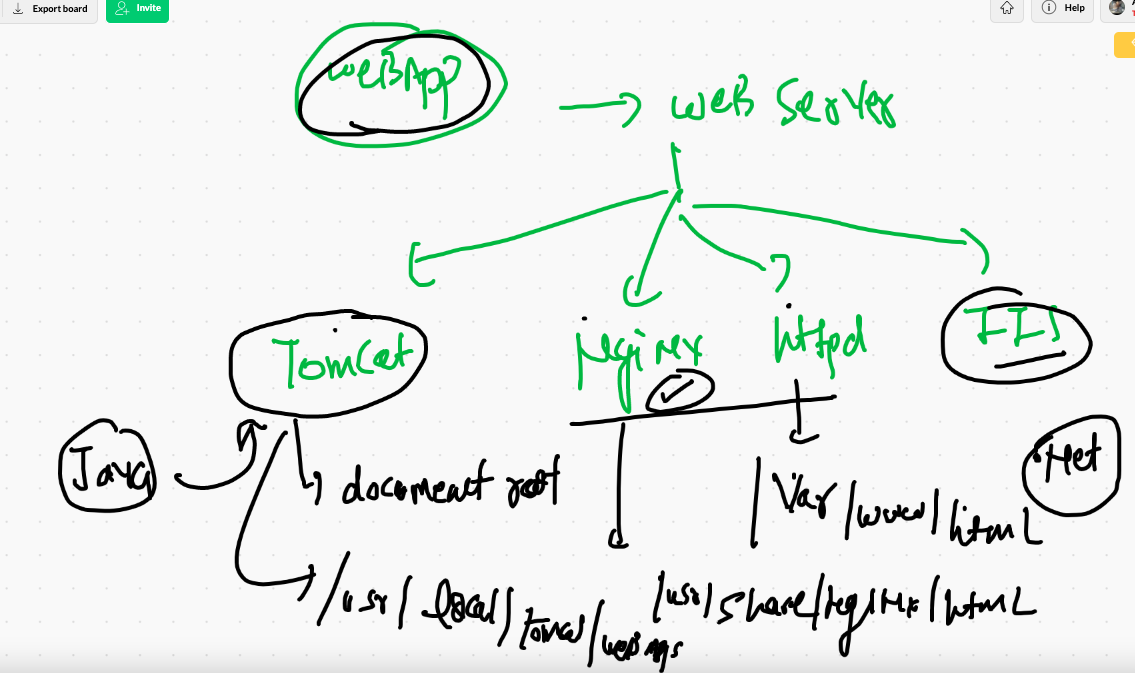 Export board
Invite
Help
WEBAPP
WEB SERVER
Tomcat
nginx
httpd
IIS
Java
document root
.Net
/var/www/html
/usr/local/tomcat/webapps
/usr/share/nginx/html